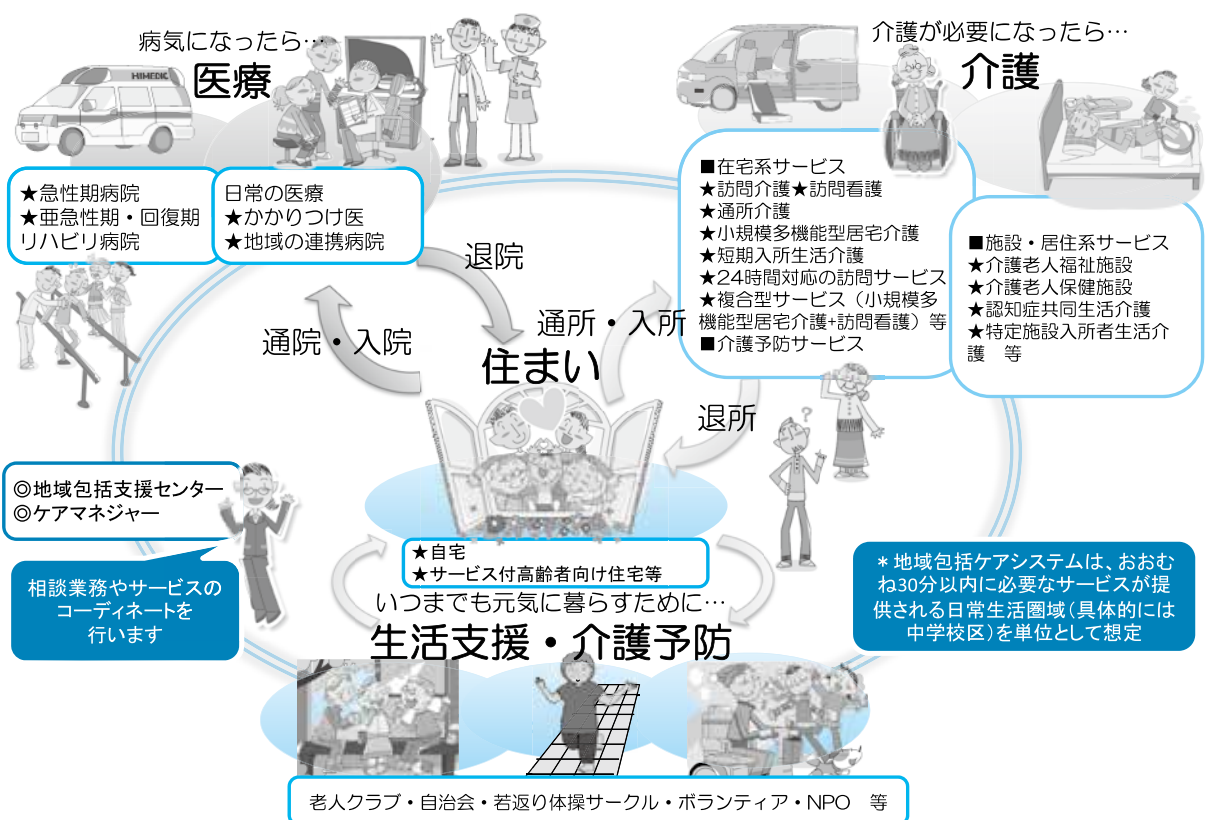 病気になったら…
医療
HIMEDIC
★急性期病院
★亜急性期・回復期
リハビリ病院
日常の医療
★かかりつけ医
★地域の連携病院
介護が必要になったら…
介護
■在宅系サービス
★訪問介護★訪問看護
★通所介護
★小規模多機能型居宅介護
★短期入所生活介護
★24時間対応の訪問サービス
★複合型サービス（小規模多
機能型居宅介護+訪問看護）等
■介護予防サービス
■施設・居住系サービス
★介護老人福祉施設
★介護老人保健施設
★認知症共同生活介護
★特定施設入所者生活介
護　等
退院
通院・入院
通所・入所
退所
住まい
?
★自宅
★サービス付高齢者向け住宅等
◎地域包括支援センター
◎ケアマネジャー
相談業務やサービスの
コーディネートを
行います
＊地域包括ケアシステムは、おおむ
ね30分以内に必要なサービスが提
供される日常生活圏域（具体的には
中学校区）を単位として想定
いつまでも元気に暮らすために…
生活支援・介護予防
老人クラブ・自治会・若返り体操サークル・ボランティア・NPO　等